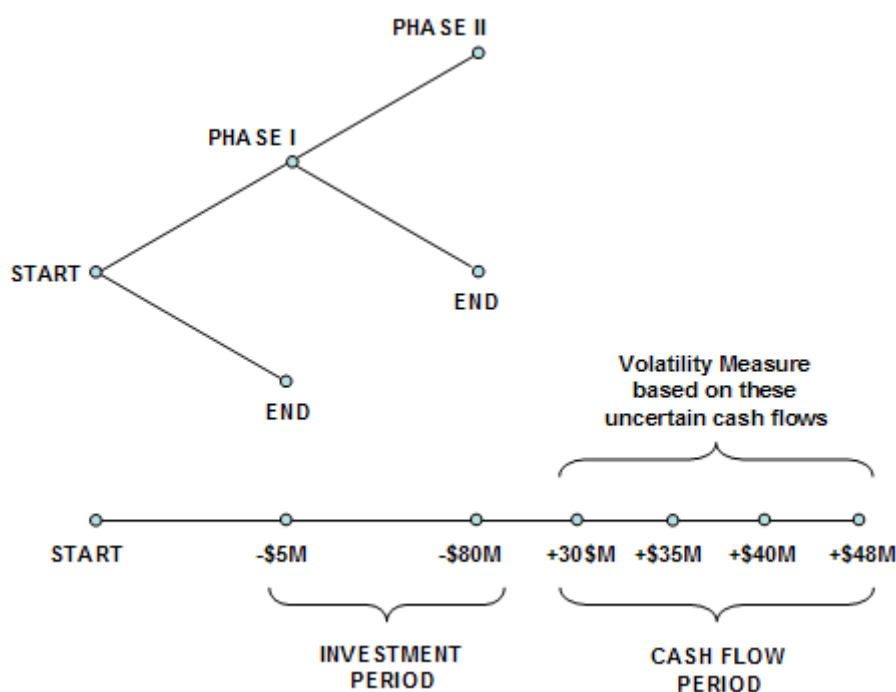 PHASE II
PHASE I
START
END
END
Volatility Measure
based on these
uncertain cash flows
START
-$5M
-$80M
+30$M
+$35M
+$40M
+$48M
INVESTMENT
PERIOD
CASH FLOW
PERIOD